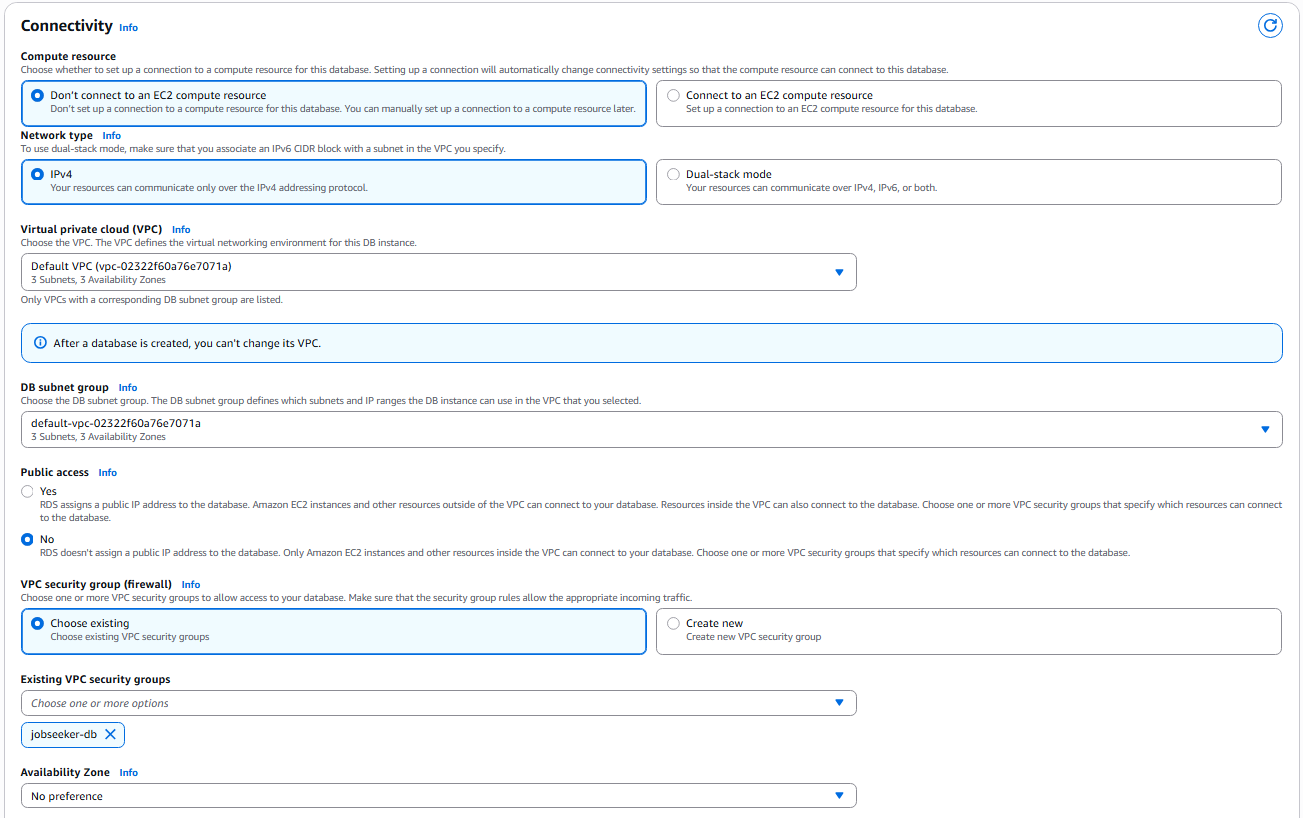 Connectivity Info
Compute resource
Choose whether to set up a connection to a compute resource for this database. Setting up a connection will automatically change connectivity settings so that the compute resource can connect to this database.
Don't connect to an EC2 compute resource
Don't set up a connection to a compute resource for this database. You can manually set up a connection to a compute resource later.
Connect to an EC2 compute resource
Set up a connection to an EC2 compute resource for this database.
Network type Info
To use dual-stack mode, make sure that you associate an IPv6 CIDR block with a subnet in the VPC you specify.
IPv4
Your resources can communicate only over the IPv4 addressing protocol.
Dual-stack mode
Your resources can communicate over IPv4, IPv6, or both.
Virtual private cloud (VPC) Info
Choose the VPC. The VPC defines the virtual networking environment for this DB instance.
Default VPC (vpc-02322f60a76e7071a)
3 Subnets, 3 Availability Zones
Only VPCs with a corresponding DB subnet group are listed.
After a database is created, you can't change its VPC.
DB subnet group Info
Choose the DB subnet group. The DB subnet group defines which subnets and IP ranges the DB instance can use in the VPC that you selected.
default-vpc-02322f60a76e7071a
3 Subnets, 3 Availability Zones
Public access Info
Yes
RDS assigns a public IP address to the database. Amazon EC2 instances and other resources outside of the VPC can connect to your database. Resources inside the VPC can also connect to the database. Choose one or more VPC security groups that specify which resources can connect
to the database.
No
RDS doesn't assign a public IP address to the database. Only Amazon EC2 instances and other resources inside the VPC can connect to your database. Choose one or more VPC security groups that specify which resources can connect to the database.
VPC security group (firewall) Info
Choose one or more VPC security groups to allow access to your database. Make sure that the security group rules allow the appropriate incoming traffic.
Choose existing
Choose existing VPC security groups
Create new
Create new VPC security group
Existing VPC security groups
Choose one or more options
jobseeker-db
Availability Zone Info
No preference